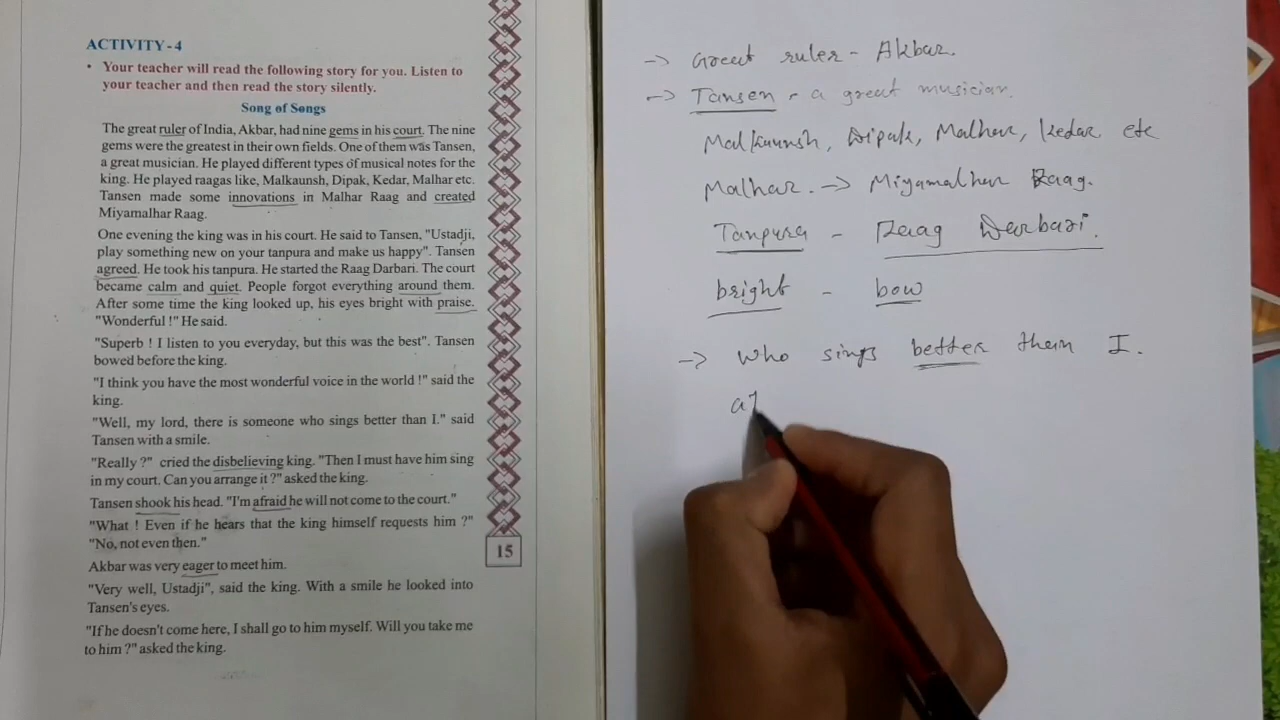 ACTIVITY - 4
• Your teacher will read the following story for you. Listen to
your teacher and then read the story silently.
Song of Songs
The great ruler of India, Akbar, had nine gems in his court. The nine
gems were the greatest in their own fields. One of them was Tansen,
a great musician. He played different types of musical notes for the
king. He played raagas like, Malkaunsh, Dipak, Kedar, Malhar etc.
Tansen made some innovations in Malhar Raag and created
Miyamalhar Raag.
One evening the king was in his court. He said to Tansen, "Ustadji,
play something new on your tanpura and make us happy". Tansen
agreed. He took his tanpura. He started the Raag Darbari. The court
became calm and quiet. People forgot everything around them.
After some time the king looked up, his eyes bright with praise.
"Wonderful !" He said.
"Superb ! I listen to you everyday, but this was the best". Tansen
bowed before the king.
"I think you have the most wonderful voice in the world !" said the
king.
"Well, my lord, there is someone who sings better than I." said
Tansen with a smile.
"Really ?" cried the disbelieving king. "Then I must have him sing
in my court. Can you arrange it ?" asked the king.
Tansen shook his head. "I'm afraid he will not come to the court."
"What ! Even if he hears that the king himself requests him ?"
"No, not even then."
Akbar was very eager to meet him.
"Very well, Ustadji", said the king. With a smile he looked into
Tansen's eyes.
"If he doesn't come here, I shall go to him myself. Will you take me
to him ?" asked the king.
15
→ Great ruler - Akbar.
→ Tansen - a great musician.
Malkaunsh, Dipak, Malhar, Kedar etc
Malhar. → Miyamalhar Raag.
Tanpura - Raag Darbari.
bright - bow
→ Who sings better than I.